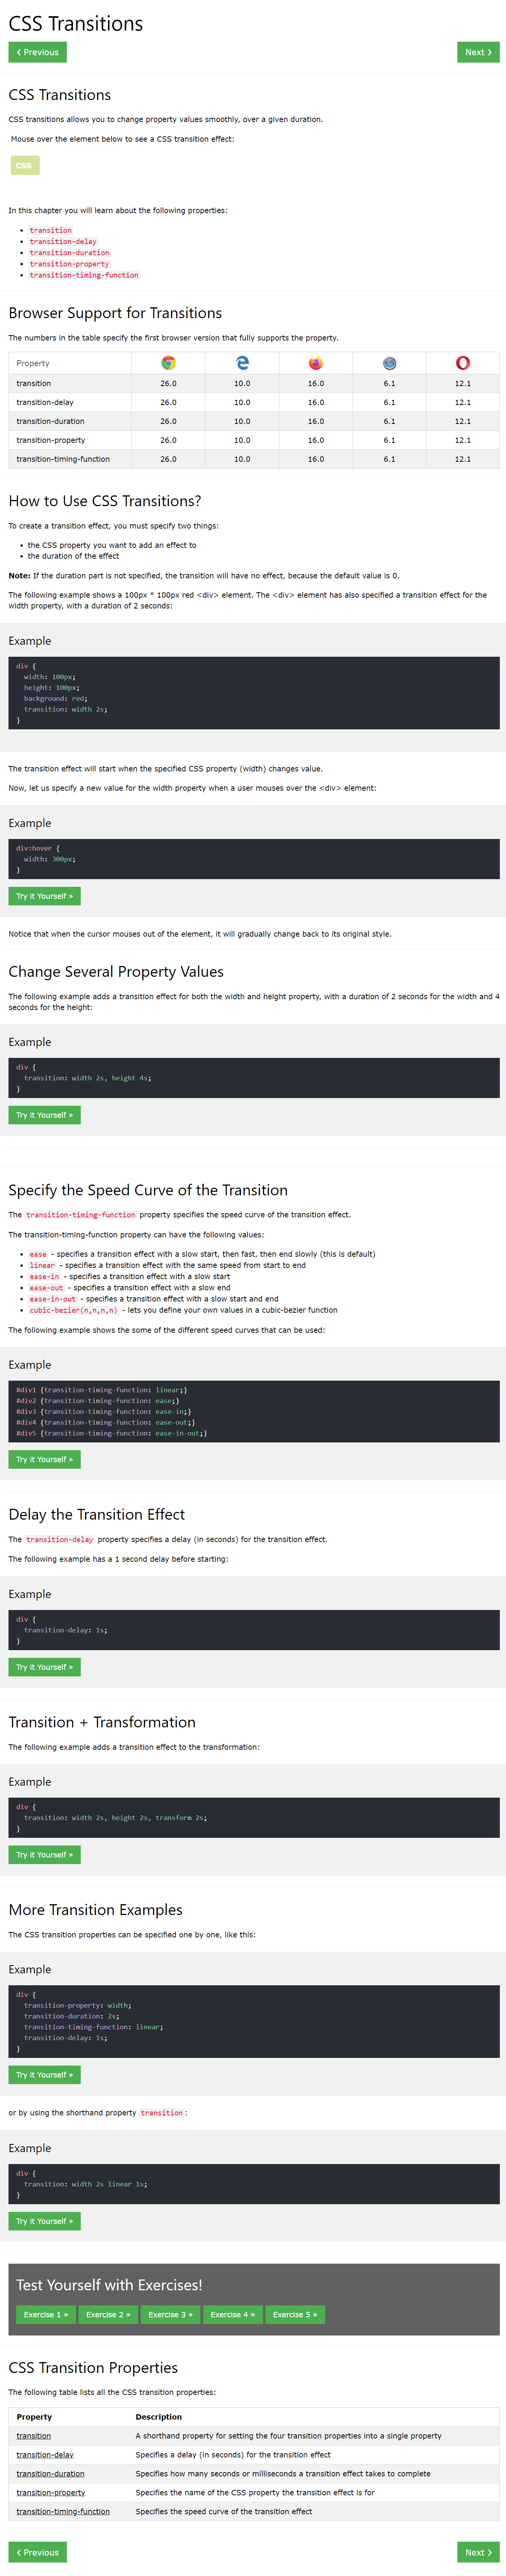 CSS Transitions
❮ Previous
Next ❯
CSS Transitions
CSS transitions allows you to change property values smoothly, over a given duration.
Mouse over the element below to see a CSS transition effect:
CSS
In this chapter you will learn about the following properties:
• transition
• transition-delay
• transition-duration
• transition-property
• transition-timing-function
Browser Support for Transitions
The numbers in the table specify the first browser version that fully supports the property.
Property
transition 26.0 10.0 16.0 6.1 12.1
transition-delay 26.0 10.0 16.0 6.1 12.1
transition-duration 26.0 10.0 16.0 6.1 12.1
transition-property 26.0 10.0 16.0 6.1 12.1
transition-timing-function 26.0 10.0 16.0 6.1 12.1
How to Use CSS Transitions?
To create a transition effect, you must specify two things:
• the CSS property you want to add an effect to
• the duration of the effect
Note: If the duration part is not specified, the transition will have no effect, because the default value is 0.
The following example shows a 100px * 100px red <div> element. The <div> element has also specified a transition effect for the
width property, with a duration of 2 seconds:
Example
div {
width: 100px;
height: 100px;
background: red;
transition: width 2s;
}
The transition effect will start when the specified CSS property (width) changes value.
Now, let us specify a new value for the width property when a user mouses over the <div> element:
Example
div:hover {
width: 300px;
}
Try it Yourself »
Notice that when the cursor mouses out of the element, it will gradually change back to its original style.
Change Several Property Values
The following example adds a transition effect for both the width and height property, with a duration of 2 seconds for the width and 4
seconds for the height:
Example
div {
transition: width 2s, height 4s;
}
Try it Yourself »
Specify the Speed Curve of the Transition
The transition-timing-function property specifies the speed curve of the transition effect.
The transition-timing-function property can have the following values:
• ease - specifies a transition effect with a slow start, then fast, then end slowly (this is default)
• linear - specifies a transition effect with the same speed from start to end
• ease-in - specifies a transition effect with a slow start
• ease-out - specifies a transition effect with a slow end
• ease-in-out - specifies a transition effect with a slow start and end
• cubic-bezier(n,n,n,n) - lets you define your own values in a cubic-bezier function
The following example shows the some of the different speed curves that can be used:
Example
#div1 {transition-timing-function: linear;}
#div2 {transition-timing-function: ease;}
#div3 {transition-timing-function: ease-in;}
#div4 {transition-timing-function: ease-out;}
#div5 {transition-timing-function: ease-in-out;}
Try it Yourself »
Delay the Transition Effect
The transition-delay property specifies a delay (in seconds) for the transition effect.
The following example has a 1 second delay before starting:
Example
div {
transition-delay: 1s;
}
Try it Yourself »
Transition + Transformation
The following example adds a transition effect to the transformation:
Example
div {
transition: width 2s, height 2s, transform 2s;
}
Try it Yourself »
More Transition Examples
The CSS transition properties can be specified one by one, like this:
Example
div {
transition-property: width;
transition-duration: 2s;
transition-timing-function: linear;
transition-delay: 1s;
}
Try it Yourself »
or by using the shorthand property transition:
Example
div {
transition: width 2s linear 1s;
}
Try it Yourself »
Test Yourself with Exercises!
Exercise 1 » Exercise 2 » Exercise 3 » Exercise 4 » Exercise 5 »
CSS Transition Properties
The following table lists all the CSS transition properties:
Property Description
transition A shorthand property for setting the four transition properties into a single property
transition-delay Specifies a delay (in seconds) for the transition effect
transition-duration Specifies how many seconds or milliseconds a transition effect takes to complete
transition-property Specifies the name of the CSS property the transition effect is for
transition-timing-function Specifies the speed curve of the transition effect
❮ Previous
Next ❯